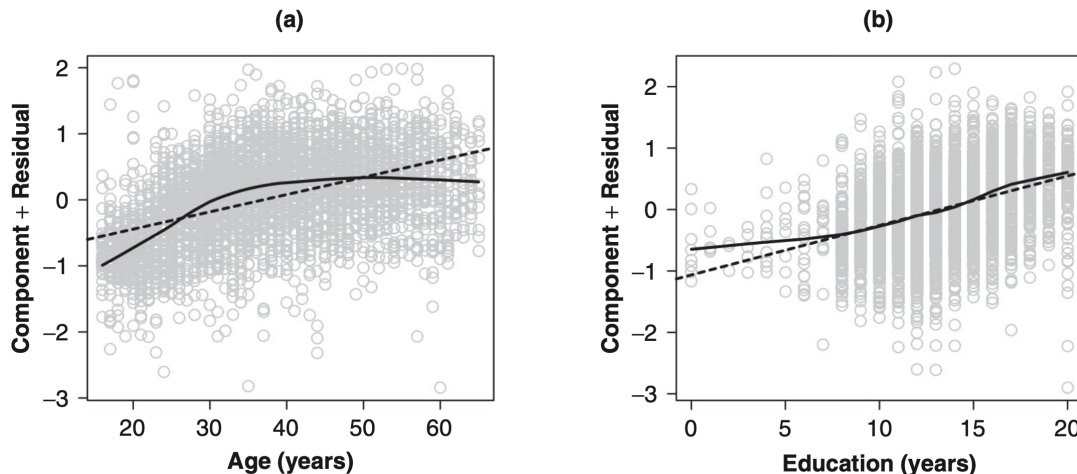 (a)
Component + Residual
2
1
0
−1
−2
−3
20 30 40 50 60
Age (years)
(b)
Component + Residual
2
1
0
−1
−2
−3
0 5 10 15 20
Education (years)